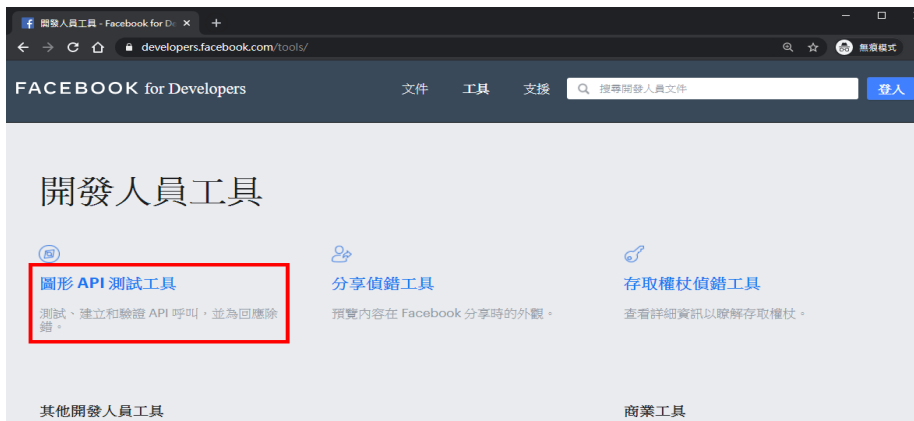 開發人員工具 - Facebook for De
developers.facebook.com/tools/
無痕模式
FACEBOOK for Developers
文件
工具
支援
搜尋開發人員文件
登入
開發人員工具
圖形 API 測試工具
測試、建立和驗證 API 呼叫，並為回應除
錯。
分享偵錯工具
預覽內容在 Facebook 分享時的外觀。
存取權杖偵錯工具
查看詳細資訊以瞭解存取權杖。
其他開發人員工具
商業工具